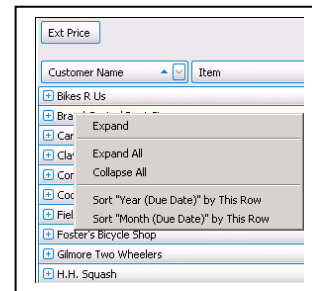 Ext Price
Customer Name Item
Bikes R Us
Expand
Expand All
Collapse All
Sort "Year (Due Date)" by This Row
Sort "Month (Due Date)" by This Row
Foster's Bicycle Shop
Gilmore Two Wheelers
H.H. Squash